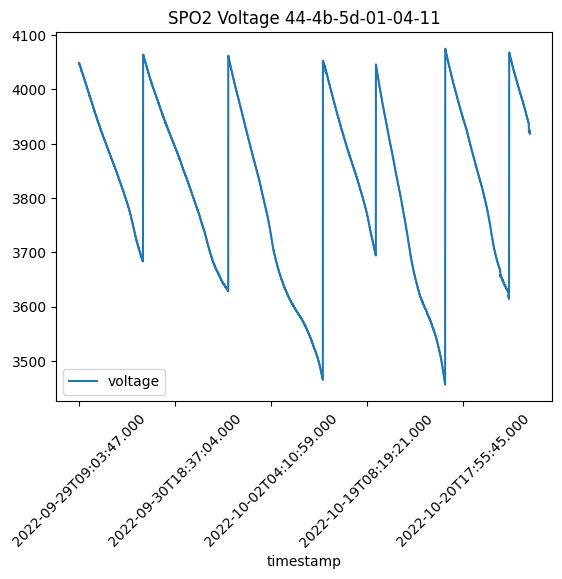 SPO2 Voltage 44-4b-5d-01-04-11
4100
4000
3900
3800
3700
3600
3500
voltage
2022-09-29T09:03:47.000
2022-09-30T18:37:04.000
2022-10-02T04:10:59.000
2022-10-19T08:19:21.000
2022-10-20T17:55:45.000
timestamp